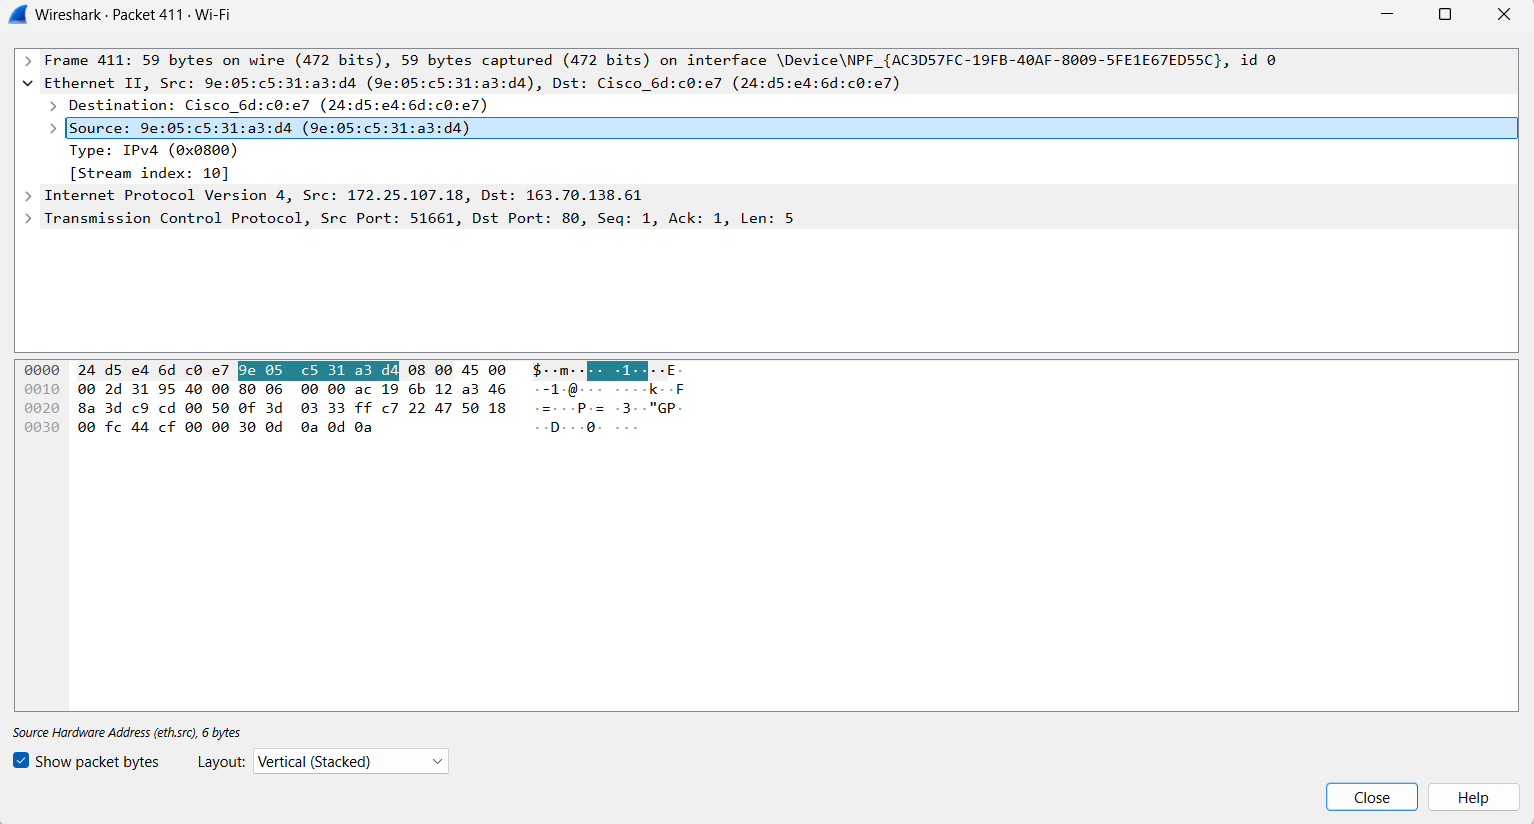 Wireshark · Packet 411 · Wi-Fi
Frame 411: 59 bytes on wire (472 bits), 59 bytes captured (472 bits) on interface \Device\NPF_{AC3D57FC-19FB-40AF-8009-5FE1E67ED55C}, id 0
Ethernet II, Src: 9e:05:c5:31:a3:d4 (9e:05:c5:31:a3:d4), Dst: Cisco_6d:c0:e7 (24:d5:e4:6d:c0:e7)
Destination: Cisco_6d:c0:e7 (24:d5:e4:6d:c0:e7)
Source: 9e:05:c5:31:a3:d4 (9e:05:c5:31:a3:d4)
Type: IPv4 (0x0800)
[Stream index: 10]
Internet Protocol Version 4, Src: 172.25.107.18, Dst: 163.70.138.61
Transmission Control Protocol, Src Port: 51661, Dst Port: 80, Seq: 1, Ack: 1, Len: 5
0000 24 d5 e4 6d c0 e7 9e 05 c5 31 a3 d4 08 00 45 00 $··m···· ·1····E·
0010 00 2d 31 95 40 00 80 06 00 00 ac 19 6b 12 a3 46 ·-1·@··· ····k··F
0020 8a 3d c9 cd 00 50 0f 3d 03 33 ff c7 22 47 50 18 ·=···P·= ·3··"GP·
0030 00 fc 44 cf 00 00 30 0d 0a 0d 0a ··D···0· ···
Source Hardware Address (eth.src), 6 bytes
Show packet bytes Layout: Vertical (Stacked)
Close Help